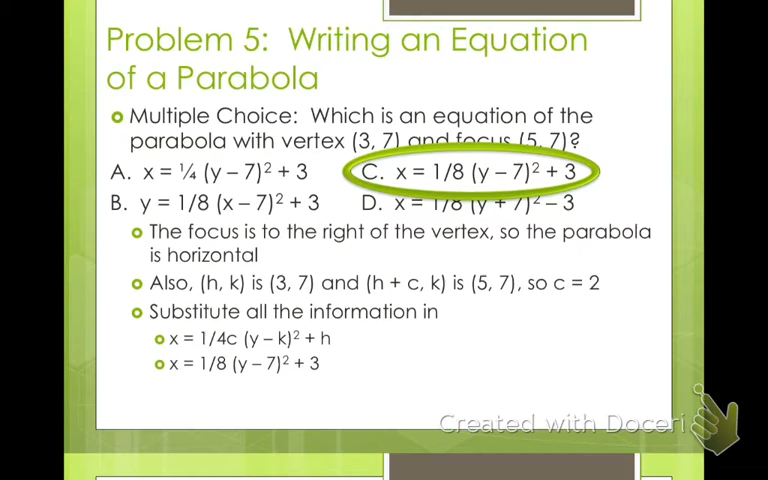 Problem 5: Writing an Equation
of a Parabola
Multiple Choice: Which is an equation of the
parabola with vertex (3, 7) and focus (5, 7)?
A. x = ¼ (y – 7)² + 3
C. x = 1/8 (y – 7)² + 3
B. y = 1/8 (x – 7)² + 3
D. x = 1/8 (y + 7)² – 3
The focus is to the right of the vertex, so the parabola
is horizontal
Also, (h, k) is (3, 7) and (h + c, k) is (5, 7), so c = 2
Substitute all the information in
x = 1/4c (y – k)² + h
x = 1/8 (y – 7)² + 3
Created with Doceri